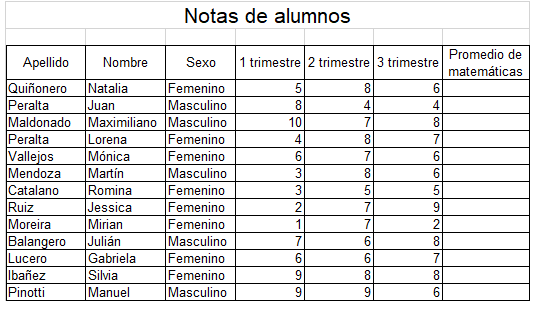 Notas de alumnos
Apellido Nombre Sexo 1 trimestre 2 trimestre 3 trimestre Promedio de
matemáticas
Quiñonero Natalia Femenino 5 8 6
Peralta Juan Masculino 8 4 4
Maldonado Maximiliano Masculino 10 7 8
Peralta Lorena Femenino 4 8 7
Vallejos Mónica Femenino 6 7 6
Mendoza Martín Masculino 3 8 6
Catalano Romina Femenino 3 5 5
Ruiz Jessica Femenino 2 7 9
Moreira Mirian Femenino 1 7 2
Balangero Julián Masculino 7 6 8
Lucero Gabriela Femenino 6 6 7
Ibañez Silvia Femenino 9 8 8
Pinotti Manuel Masculino 9 9 6